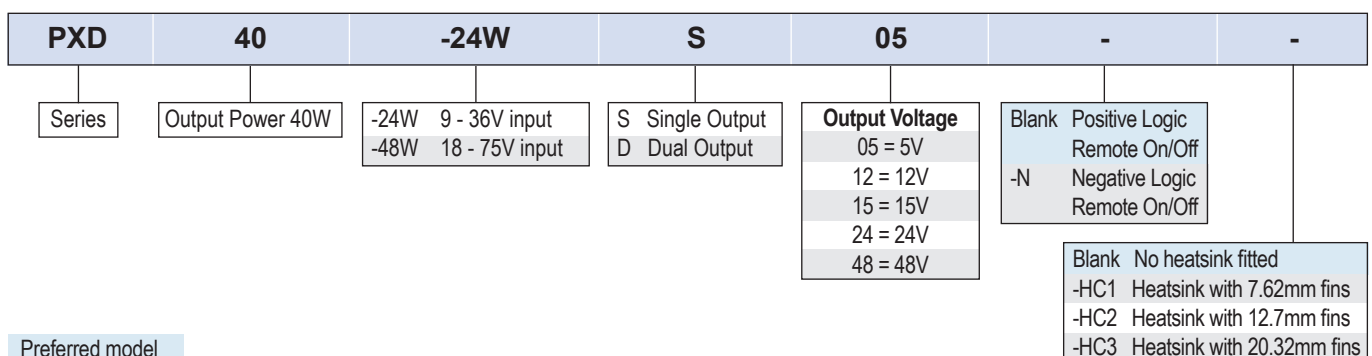 PXD 40 -24W S 05 - -
Series
Output Power 40W
-24W 9 - 36V input
-48W 18 - 75V input
S Single Output
D Dual Output
Output Voltage
05 = 5V
12 = 12V
15 = 15V
24 = 24V
48 = 48V
Blank Positive Logic
Remote On/Off
-N Negative Logic
Remote On/Off
Blank No heatsink fitted
-HC1 Heatsink with 7.62mm fins
-HC2 Heatsink with 12.7mm fins
-HC3 Heatsink with 20.32mm fins
Preferred model